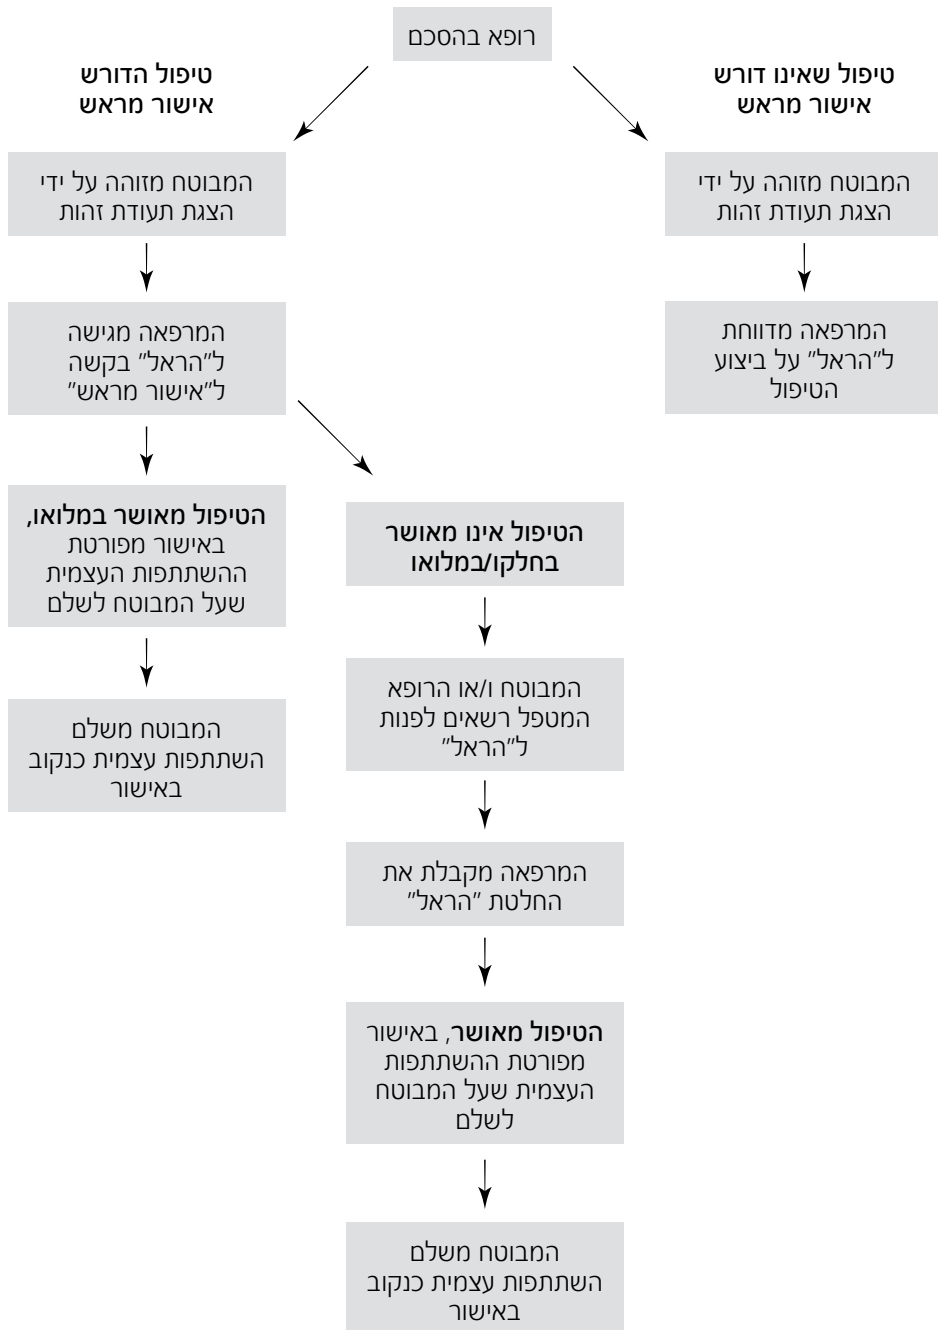 רופא בהסכם
טיפול שאינו דורש
אישור מראש
המבוטח מזוהה על ידי
הצגת תעודת זהות
המרפאה מדווחת
ל"הראל" על ביצוע
הטיפול
טיפול הדורש
אישור מראש
המבוטח מזוהה על ידי
הצגת תעודת זהות
המרפאה מגישה
ל"הראל" בקשה
ל"אישור מראש"
הטיפול מאושר במלואו,
באישור מפורטת
ההשתתפות העצמית
שעל המבוטח לשלם
המבוטח משלם
השתתפות עצמית כנקוב
באישור
הטיפול אינו מאושר
בחלקו/במלואו
המבוטח ו/או הרופא
המטפל רשאים לפנות
ל"הראל"
המרפאה מקבלת את
החלטת "הראל"
הטיפול מאושר, באישור
מפורטת ההשתתפות
העצמית שעל המבוטח
לשלם
המבוטח משלם
השתתפות עצמית כנקוב
באישור